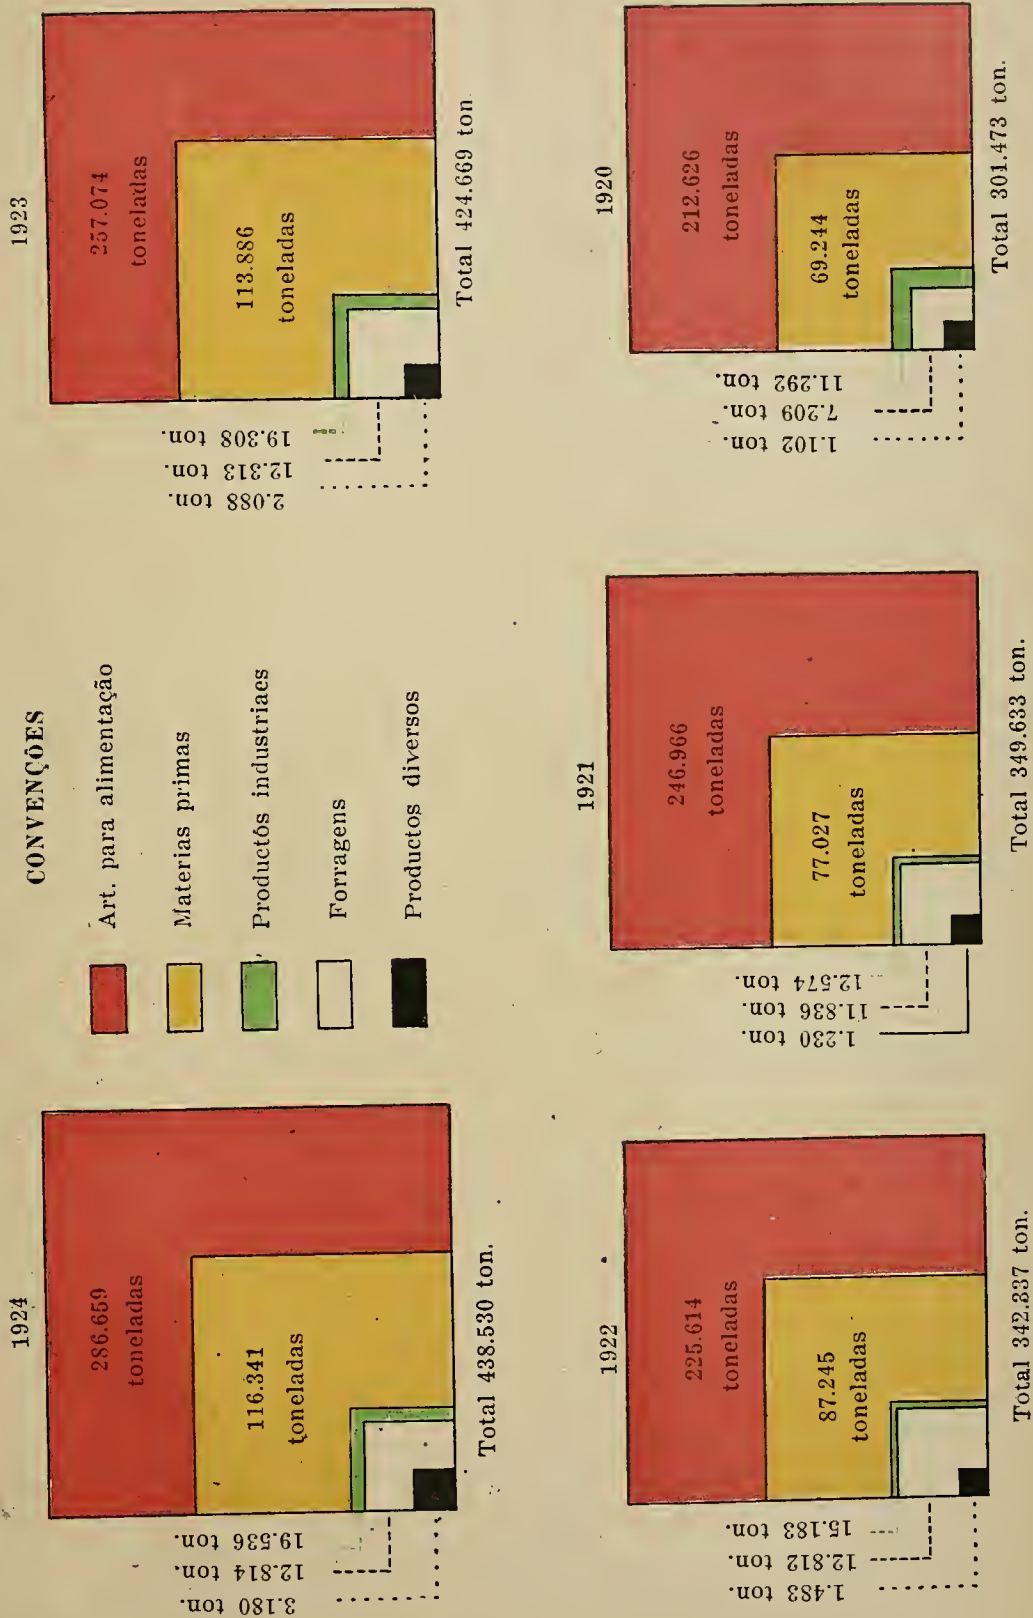 1924
286.659
toneladas
116.341
toneladas
19.536 ton.
12.814 ton.
3.180 ton.
Total 438.530 ton.
CONVENÇÕES
Art. para alimentação
Materias primas
Productos industriaes
Forragens
Productos diversos
1923
257.074
toneladas
113.886
toneladas
19.308 ton.
12.313 ton.
2.088 ton.
Total 424.669 ton.
1922
225.614
toneladas
87.245
toneladas
15.183 ton.
12.812 ton.
1.483 ton.
Total 342.337 ton.
1921
246.966
toneladas
77.027
toneladas
12.574 ton.
11.836 ton.
1.230 ton.
Total 349.633 ton.
1920
212.626
toneladas
69.244
toneladas
11.292 ton.
7.209 ton.
1.102 ton.
Total 301.473 ton.